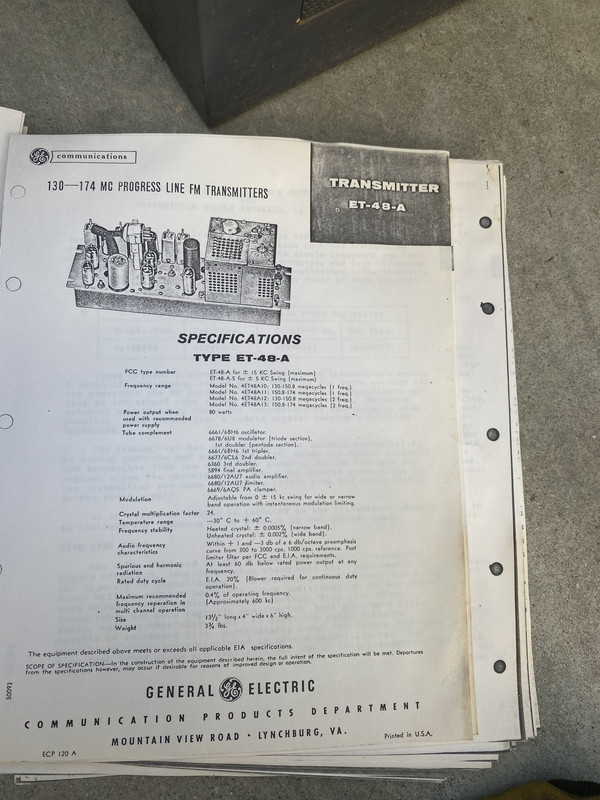 GE communications
TRANSMITTER
ET-48-A
130—174 MC PROGRESS LINE FM TRANSMITTERS
SPECIFICATIONS
TYPE ET-48-A
FCC type number ET-48-A for ± 15 KC Swing (maximum)
ET-48-A-S for ± 5 KC Swing (maximum)
Frequency range Model No. 4ET48A10: 130-150.8 megacycles (1 freq.)
Model No. 4ET48A11: 150.8-174 megacycles (1 freq.)
Model No. 4ET48A12: 130-150.8 megacycles (2 freq.)
Model No. 4ET48A13: 150.8-174 megacycles (2 freq.)
Power output when 80 watts
used with recommended
power supply
Tube complement 6661/6BH6 oscillator,
6678/6U8 modulator (triode section),
1st doubler (pentode section).
6661/6BH6 1st tripler.
6677/6CL6 2nd doubler.
6360 3rd doubler.
5894 final amplifier.
6680/12AU7 audio amplifier.
6680/12AU7 limiter.
6669/6AQ5 PA clamper.
Modulation Adjustable from 0 ± 15 kc swing for wide or narrow
band operation with instantaneous modulation limiting.
Crystal multiplication factor 24.
Temperature range —30° C to + 60° C.
Frequency stability Heated crystal: ± 0.0005% (narrow band).
Unheated crystal: ± 0.002% (wide band).
Audio frequency Within + 1 and —3 db of a 6 db/octave preemphasis
characteristics curve from 300 to 3000 cps. 1000 cps. reference. Post
limiter filter per FCC and E.I.A. requirements.
Spurious and harmonic At least 60 db below rated power output at any
radiation frequency.
Rated duty cycle E.I.A. 20% (Blower required for continuous duty
operation).
Maximum recommended 0.4% of operating frequency.
frequency separation in (Approximately 600 kc)
multi channel operation
Size 13½" long x 4" wide x 6" high.
Weight 3¾ lbs.
The equipment described above meets or exceeds all applicable EIA specifications.
SCOPE OF SPECIFICATION—In the construction of the equipment described herein, the full intent of the specification will be met. Departures
from the specifications however, may occur if desirable for reasons of improved design or operation.
GENERAL GE ELECTRIC
COMMUNICATION PRODUCTS DEPARTMENT
MOUNTAIN VIEW ROAD • LYNCHBURG, VA.
Printed in U.S.A.
ECP 120 A
50093